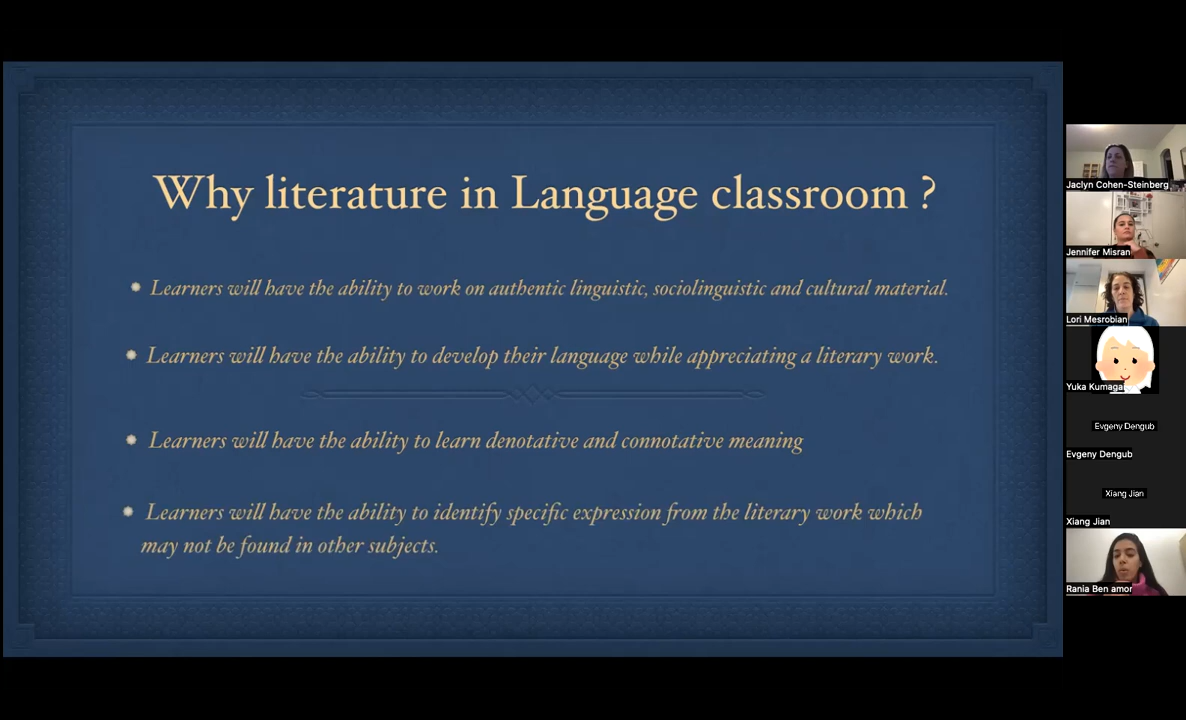 Why literature in Language classroom ?
Learners will have the ability to work on authentic linguistic, sociolinguistic and cultural material.
Learners will have the ability to develop their language while appreciating a literary work.
Learners will have the ability to learn denotative and connotative meaning
Learners will have the ability to identify specific expression from the literary work which
may not be found in other subjects.
Jaclyn Cohen-Steinberg
Jennifer Misran
Lori Mesrobian
Yuka Kumaga
Evgeny Dengub
Evgeny Dengub
Xiang Jian
Xiang Jian
Rania Ben amor